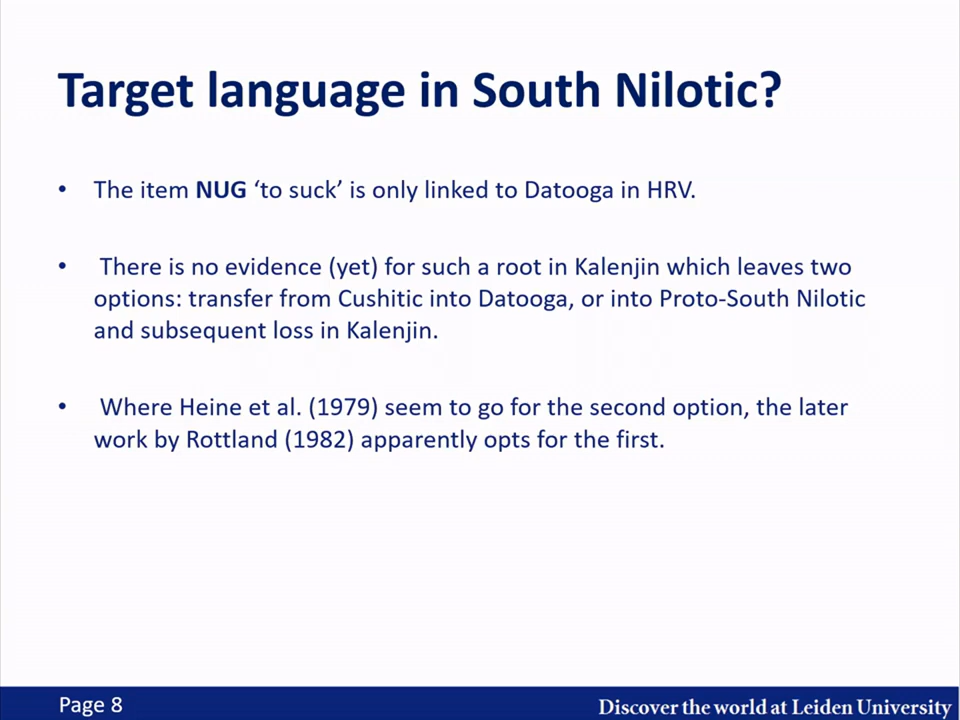 Target language in South Nilotic?
• The item NUG ‘to suck’ is only linked to Datooga in HRV.
• There is no evidence (yet) for such a root in Kalenjin which leaves two
options: transfer from Cushitic into Datooga, or into Proto-South Nilotic
and subsequent loss in Kalenjin.
• Where Heine et al. (1979) seem to go for the second option, the later
work by Rottland (1982) apparently opts for the first.
Page 8
Discover the world at Leiden University